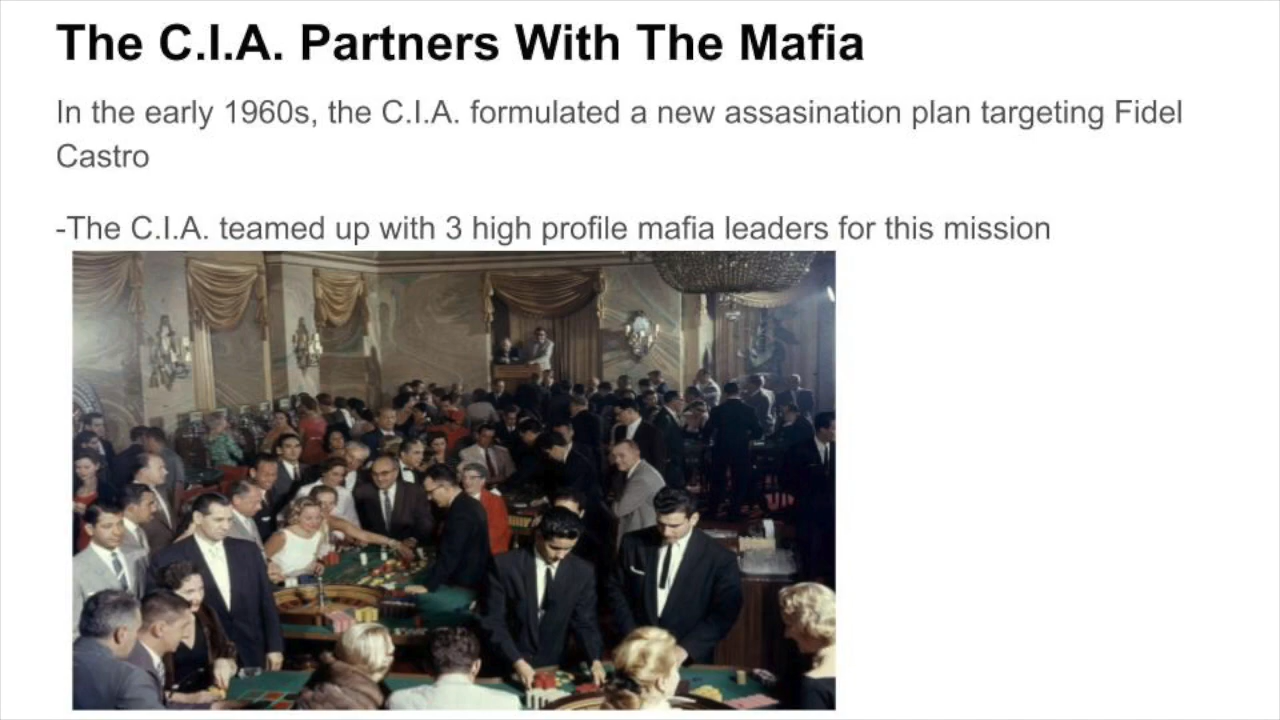 The C.I.A. Partners With The Mafia
In the early 1960s, the C.I.A. formulated a new assasination plan targeting Fidel
Castro
-The C.I.A. teamed up with 3 high profile mafia leaders for this mission